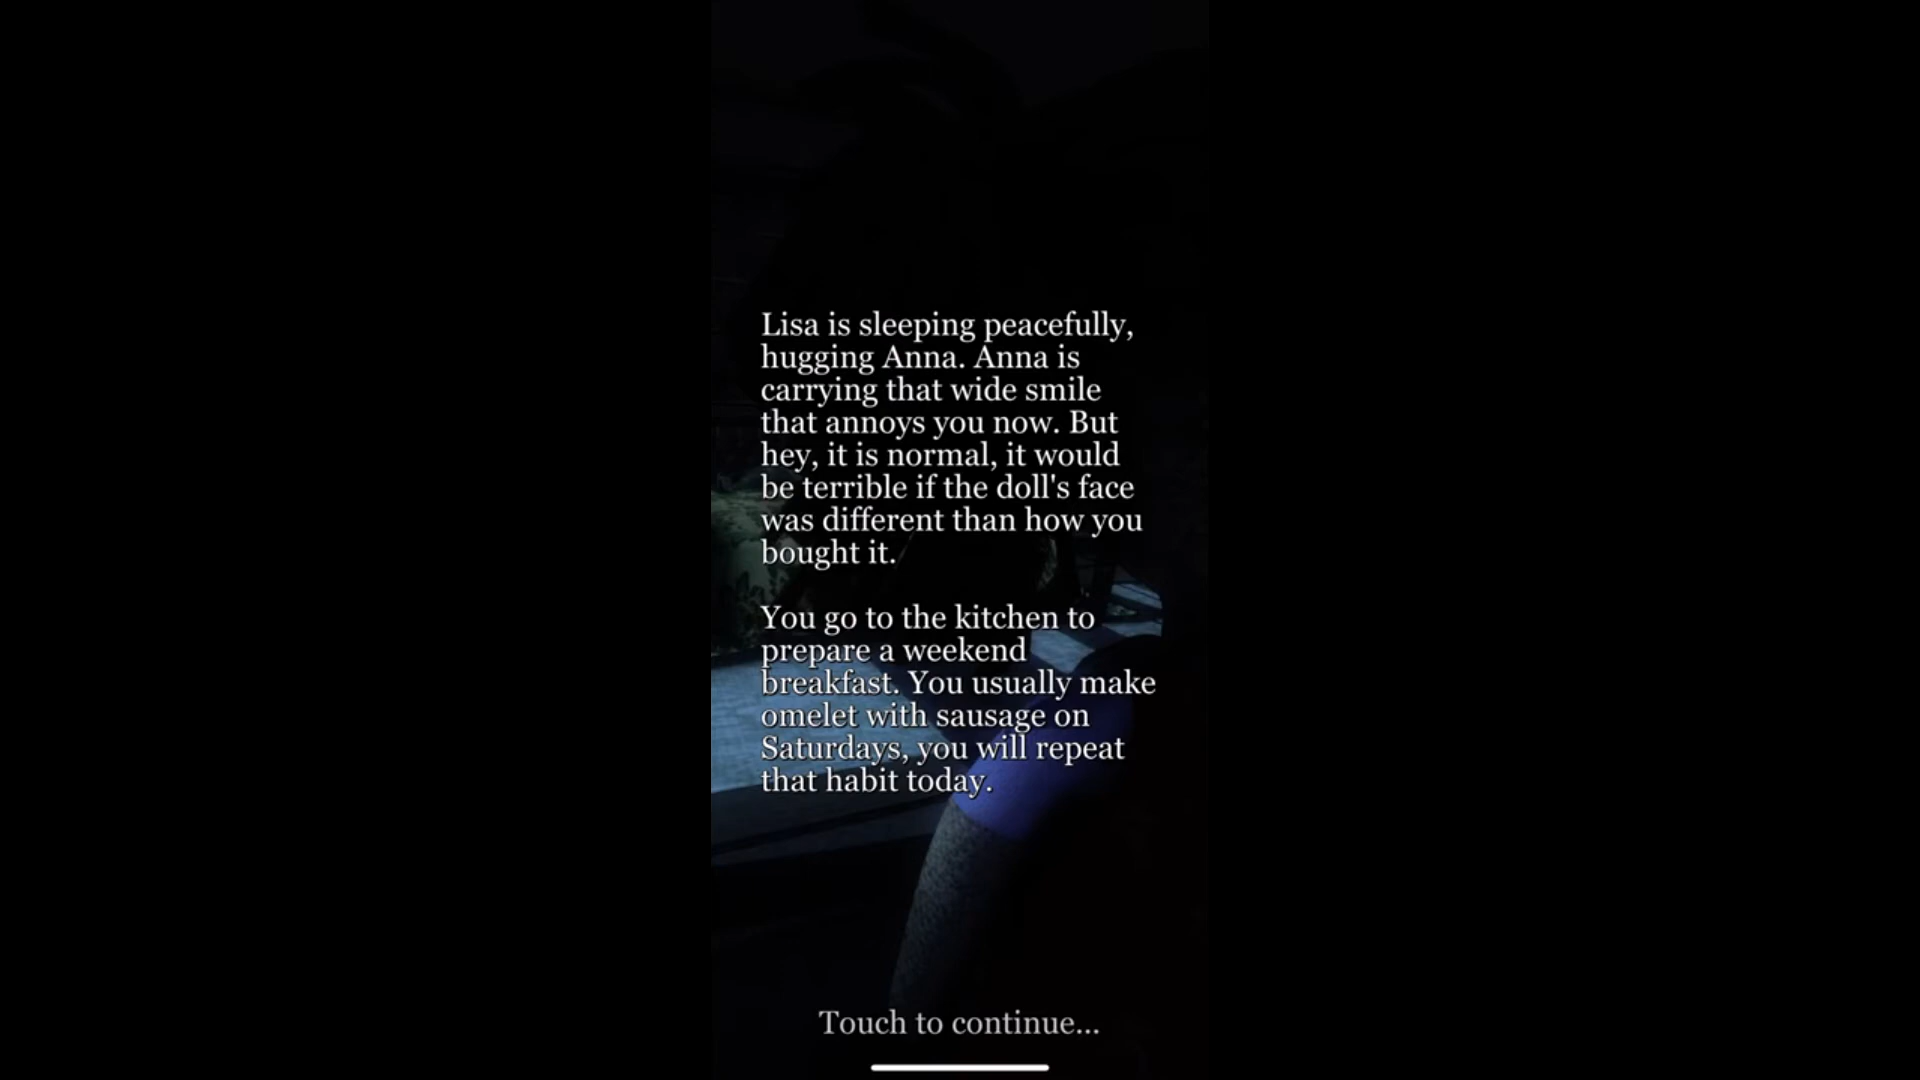 Lisa is sleeping peacefully,
hugging Anna. Anna is
carrying that wide smile
that annoys you now. But
hey, it is normal, it would
be terrible if the doll's face
was different than how you
bought it.
You go to the kitchen to
prepare a weekend
breakfast. You usually make
omelet with sausage on
Saturdays, you will repeat
that habit today.
Touch to continue...